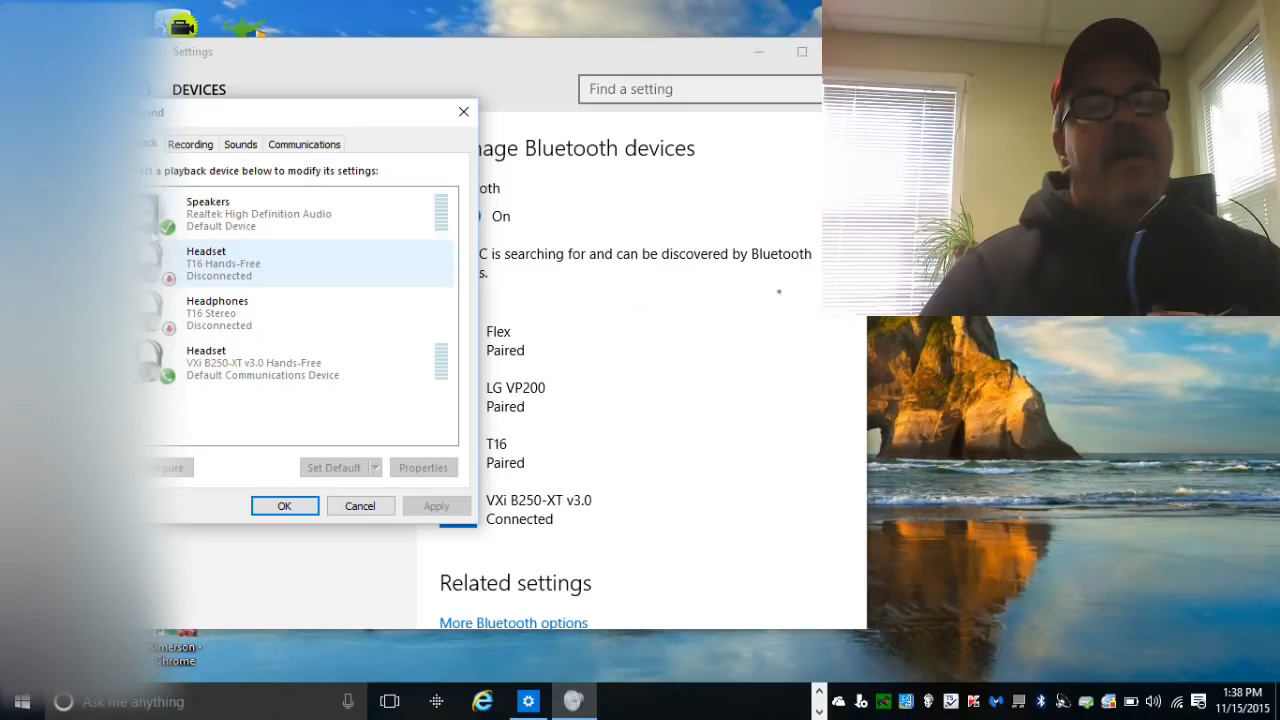 Settings
DEVICES
Find a setting
Recording Sounds Communications
below to modify its settings:
Realtek High Definition Audio
Default Device
Headset
T16 Hands-Free
Disconnected
Headphones
T16 Stereo
Disconnected
Headset
VXi B250-XT v3.0 Hands-Free
Default Communications Device
Set Default
Properties
OK
Cancel
Apply
age Bluetooth devices
oth
On
C is searching for and can be discovered by Bluetooth
s.
Flex
Paired
LG VP200
Paired
T16
Paired
VXi B250-XT v3.0
Connected
Related settings
More Bluetooth options
Kimerson -
Chrome
Ask me anything
1:38 PM
11/15/2015